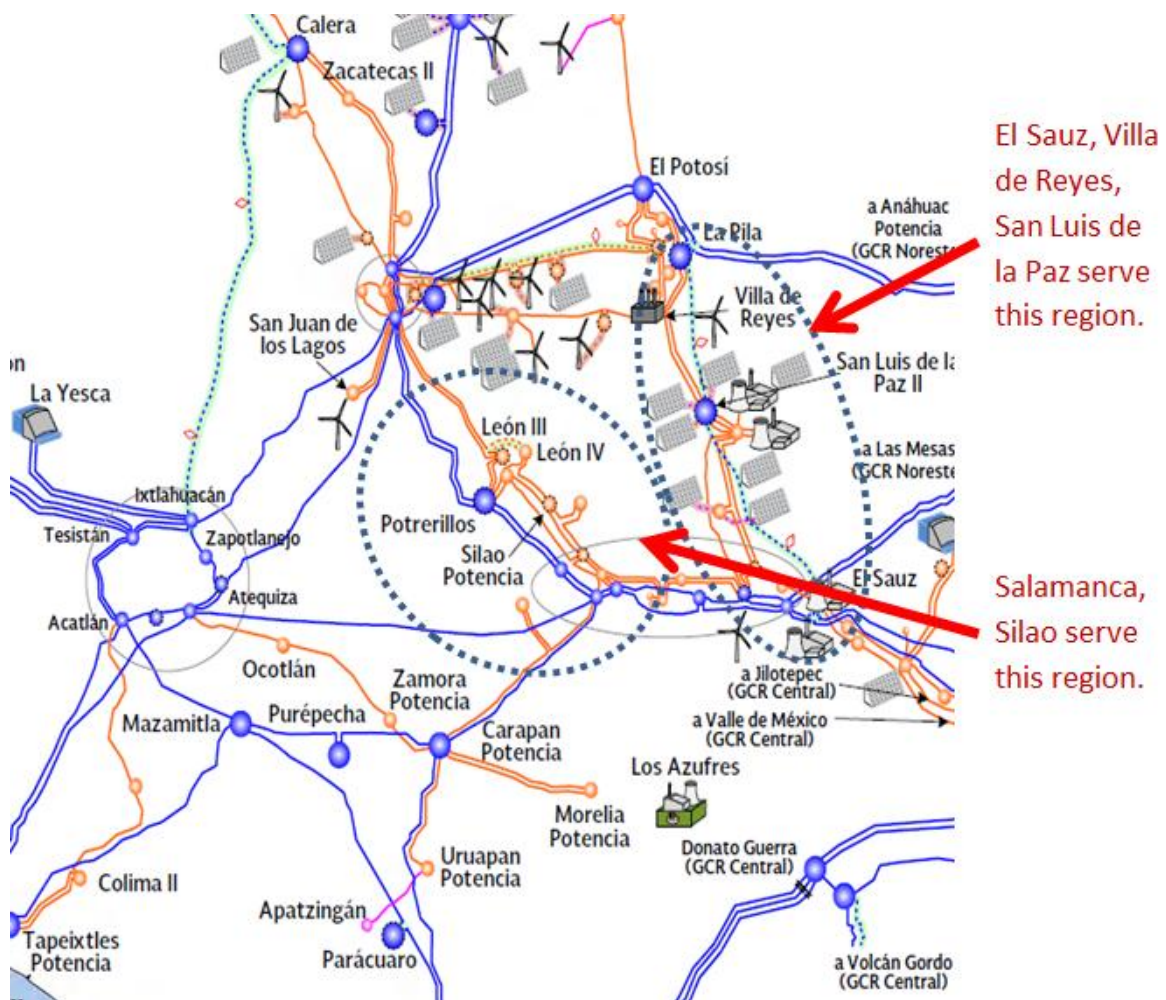 Calera
Zacatecas II
El Potosí
a Anáhuac
Potencia
(GCR Noreste
La Pila
Villa de
Reyes
San Juan de
los Lagos
San Luis de la
Paz II
La Yesca
León III
León IV
a Las Mesas
(GCR Noreste
Ixtlahuacán
Potrerillos
Tesistán
Zapotlanejo
Silao
Potencia
El Sauz
Atequiza
Acatlán
Ocotlán
Zamora
Potencia
a Jilotepec
(GCR Central)
Mazamitla
Purépecha
Carapan
Potencia
a Valle de México
(GCR Central)
Los Azufres
Morelia
Potencia
Donato Guerra
(GCR Central)
Uruapan
Potencia
Colima II
Apatzingán
Tapeixtles
Potencia
Parácuaro
a Volcán Gordo
(GCR Central)
El Sauz, Villa
de Reyes,
San Luis de
la Paz serve
this region.
Salamanca,
Silao serve
this region.